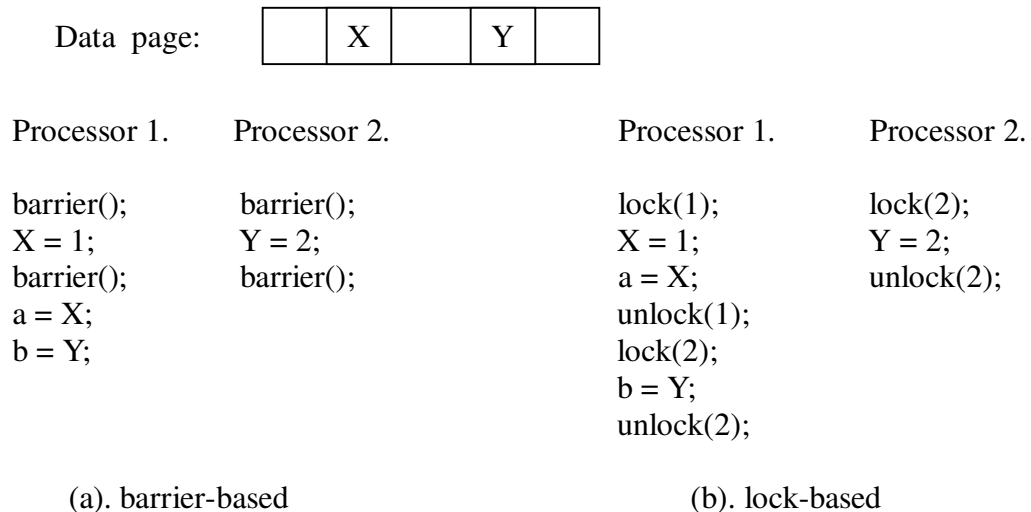 Data page: X Y
Processor 1. Processor 2. Processor 1. Processor 2.
barrier(); barrier(); lock(1); lock(2);
X = 1; Y = 2; X = 1; Y = 2;
barrier(); barrier(); a = X; unlock(2);
a = X; unlock(1);
b = Y; lock(2);
b = Y;
unlock(2);
(a). barrier-based (b). lock-based